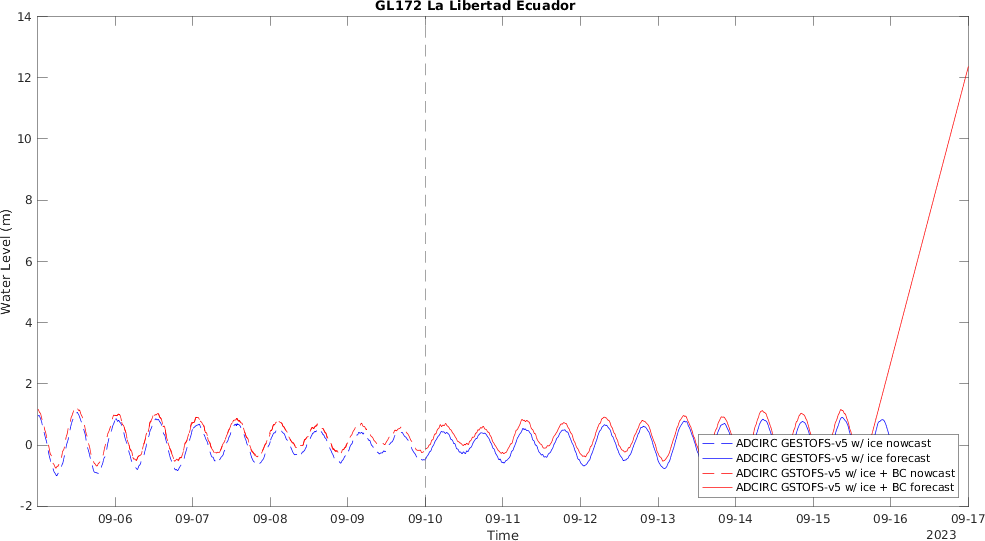 GL172 La Libertad Ecuador
14
12
10
8
6
4
2
0
-2
Water Level (m)
ADCIRC GESTOFS-v5 w/ ice nowcast
ADCIRC GESTOFS-v5 w/ ice forecast
ADCIRC GSTOFS-v5 w/ ice + BC nowcast
ADCIRC GSTOFS-v5 w/ ice + BC forecast
09-06 09-07 09-08 09-09 09-10 09-11 09-12 09-13 09-14 09-15 09-16 09-17
Time
2023